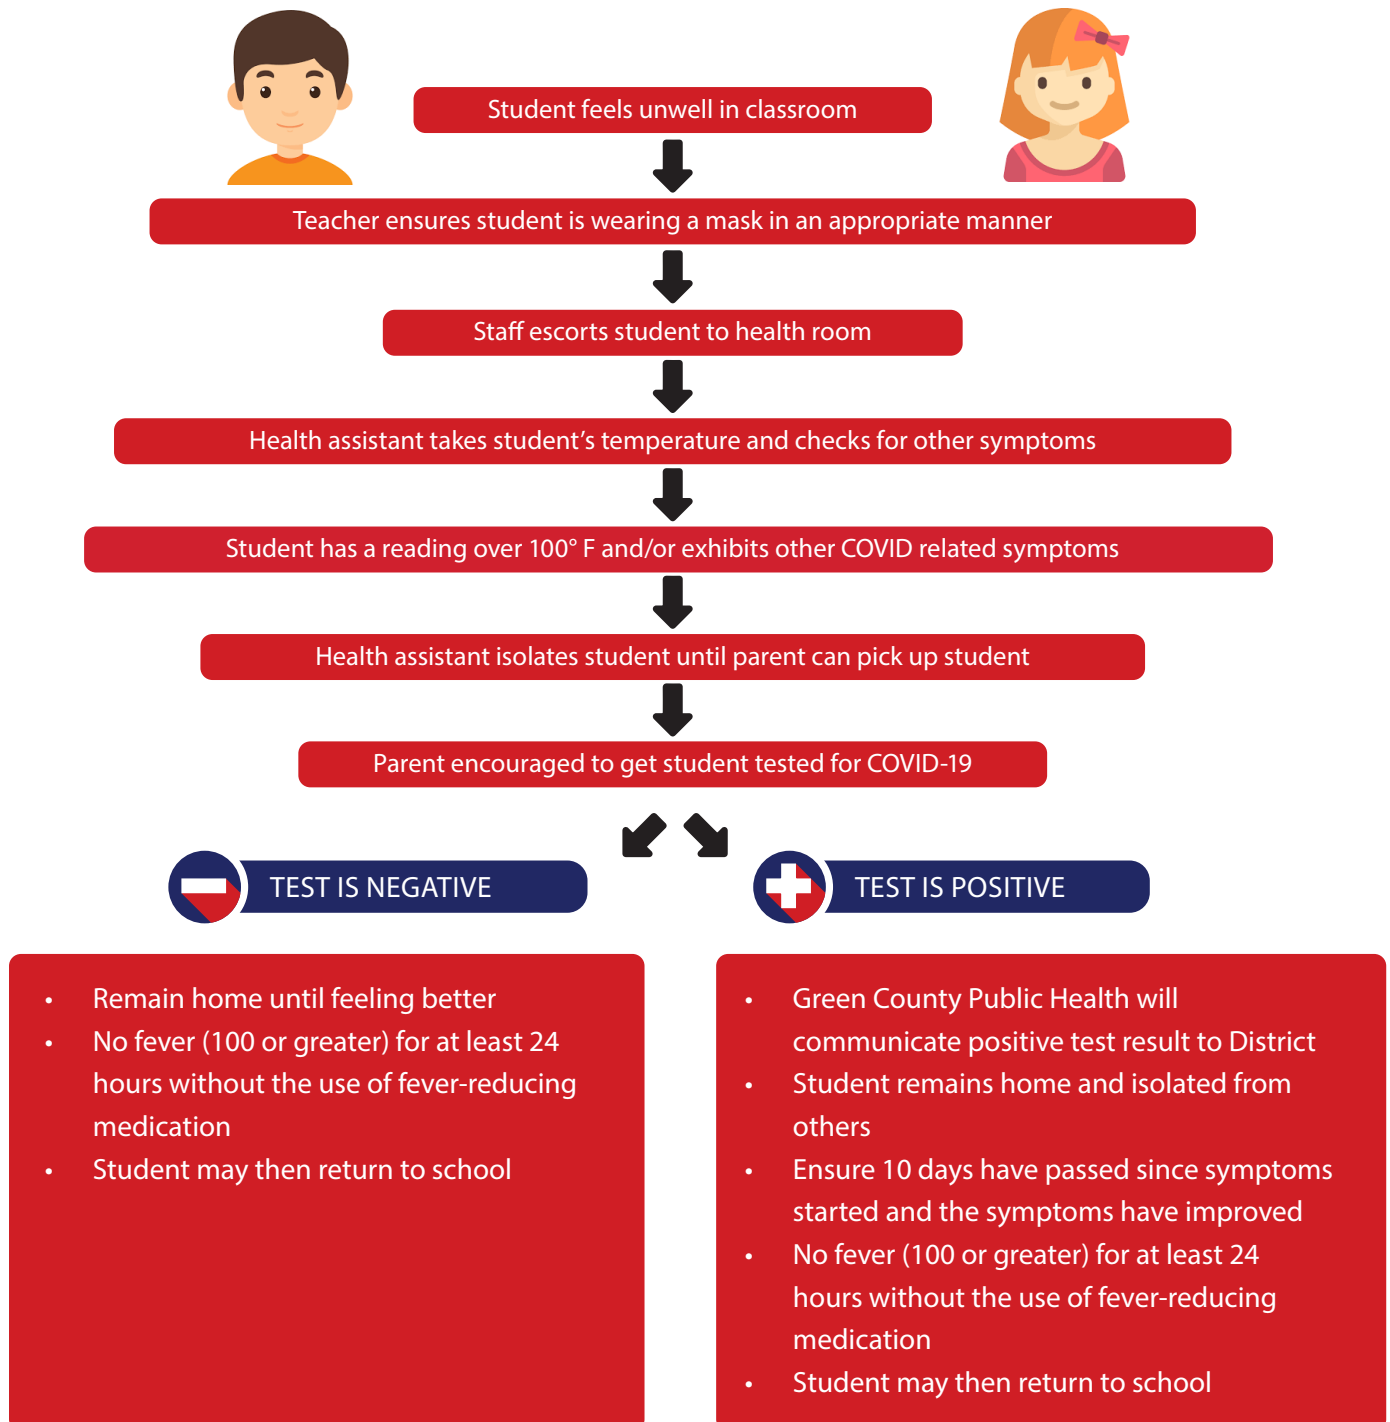 Student feels unwell in classroom
Teacher ensures student is wearing a mask in an appropriate manner
Staff escorts student to health room
Health assistant takes student’s temperature and checks for other symptoms
Student has a reading over 100° F and/or exhibits other COVID related symptoms
Health assistant isolates student until parent can pick up student
Parent encouraged to get student tested for COVID-19
TEST IS NEGATIVE
• Remain home until feeling better
• No fever (100 or greater) for at least 24
hours without the use of fever-reducing
medication
• Student may then return to school
TEST IS POSITIVE
• Green County Public Health will
communicate positive test result to District
• Student remains home and isolated from
others
• Ensure 10 days have passed since symptoms
started and the symptoms have improved
• No fever (100 or greater) for at least 24
hours without the use of fever-reducing
medication
• Student may then return to school